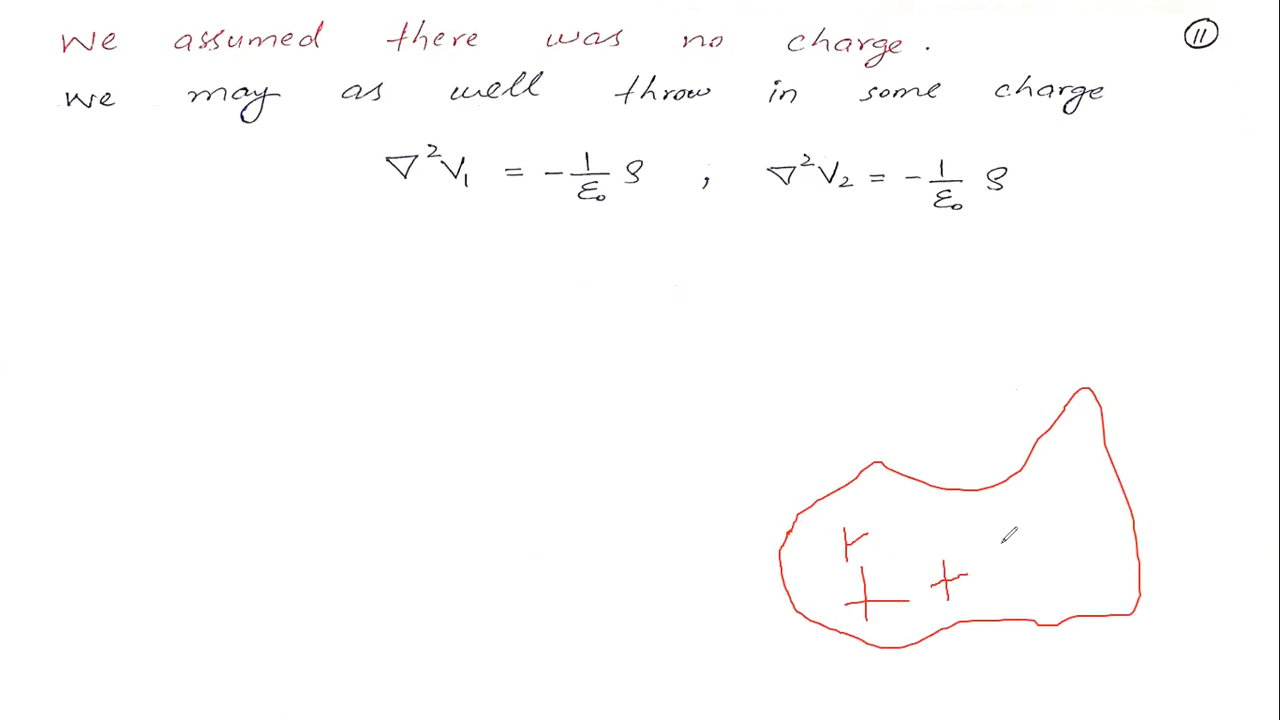 We assumed there was no charge. 11
We may as well throw in some charge
∇²V₁ = -1/ε₀ ρ , ∇²V₂ = -1/ε₀ ρ
+ + +